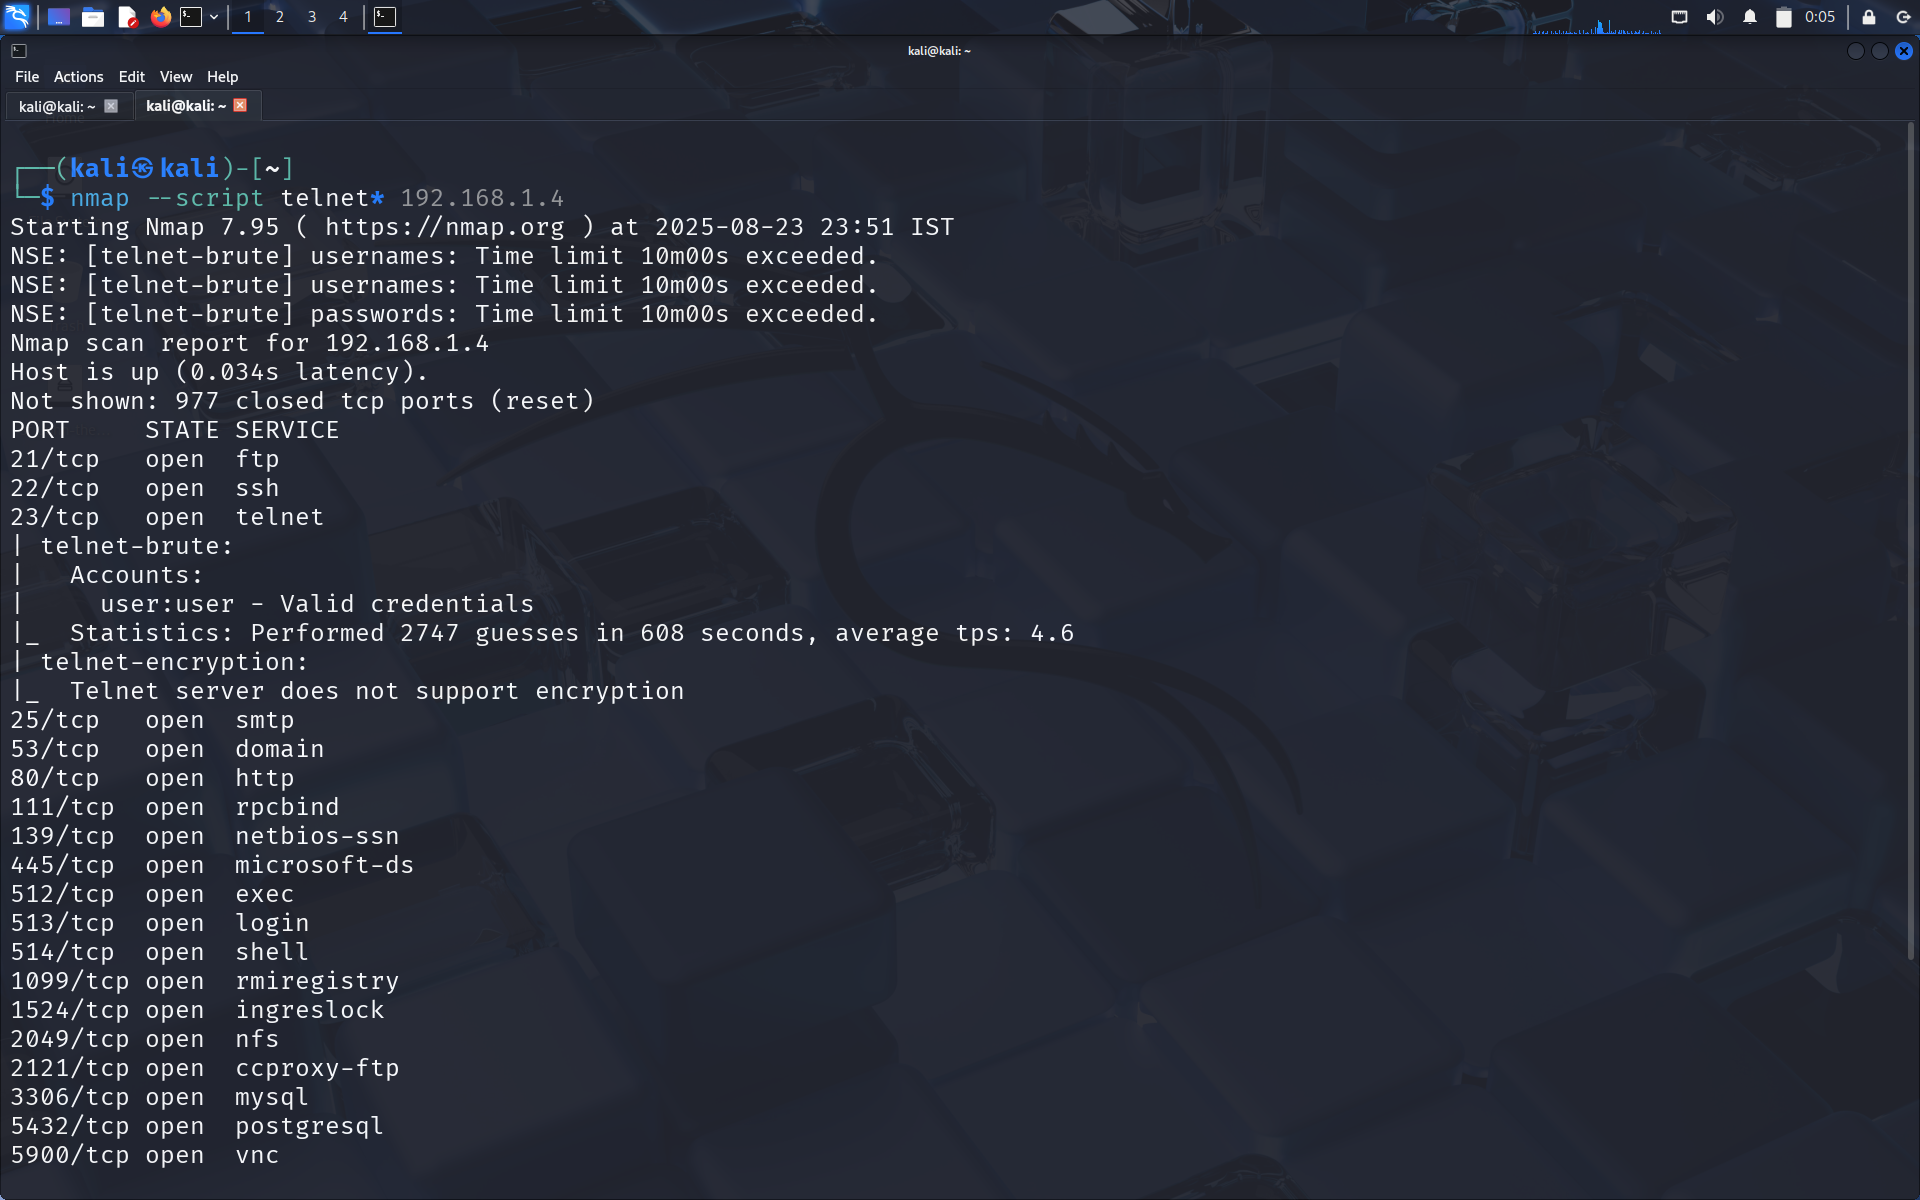 1 2 3 4
0:05
kali@kali: ~
File Actions Edit View Help
kali@kali: ~ kali@kali: ~
┌──(kali㉿kali)-[~]
└─$ nmap --script telnet* 192.168.1.4
Starting Nmap 7.95 ( https://nmap.org ) at 2025-08-23 23:51 IST
NSE: [telnet-brute] usernames: Time limit 10m00s exceeded.
NSE: [telnet-brute] usernames: Time limit 10m00s exceeded.
NSE: [telnet-brute] passwords: Time limit 10m00s exceeded.
Nmap scan report for 192.168.1.4
Host is up (0.034s latency).
Not shown: 977 closed tcp ports (reset)
PORT     STATE SERVICE
21/tcp   open  ftp
22/tcp   open  ssh
23/tcp   open  telnet
| telnet-brute:
|   Accounts:
|     user:user - Valid credentials
|_  Statistics: Performed 2747 guesses in 608 seconds, average tps: 4.6
| telnet-encryption:
|_  Telnet server does not support encryption
25/tcp   open  smtp
53/tcp   open  domain
80/tcp   open  http
111/tcp  open  rpcbind
139/tcp  open  netbios-ssn
445/tcp  open  microsoft-ds
512/tcp  open  exec
513/tcp  open  login
514/tcp  open  shell
1099/tcp open  rmiregistry
1524/tcp open  ingreslock
2049/tcp open  nfs
2121/tcp open  ccproxy-ftp
3306/tcp open  mysql
5432/tcp open  postgresql
5900/tcp open  vnc